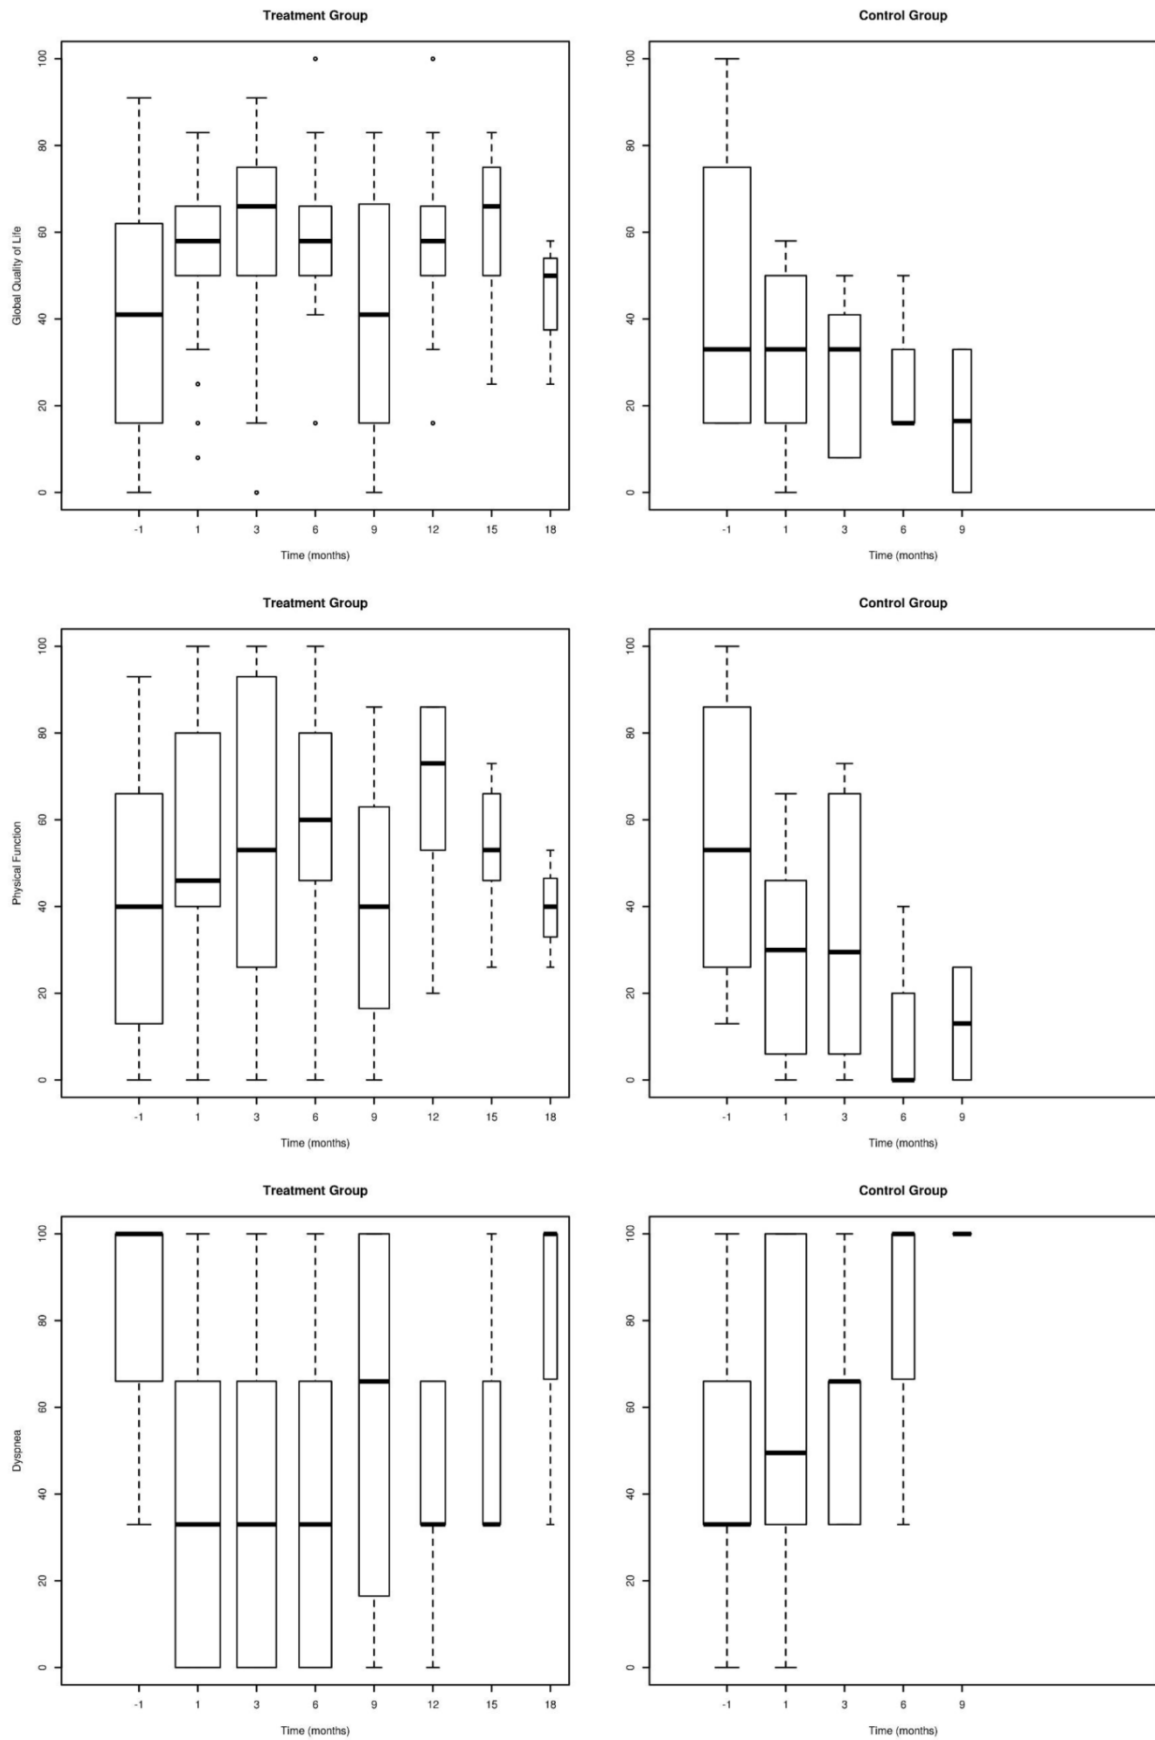 Treatment Group
Control Group
Global Quality of Life
0 20 40 60 80 100
0 20 40 60 80 100
-1 1 3 6 9 12 15 18
-1 1 3 6 9
Time (months)
Time (months)
Treatment Group
Control Group
Physical Function
0 20 40 60 80 100
0 20 40 60 80 100
-1 1 3 6 9 12 15 18
-1 1 3 6 9
Time (months)
Time (months)
Treatment Group
Control Group
Dyspnea
0 20 40 60 80 100
0 20 40 60 80 100
-1 1 3 6 9 12 15 18
-1 1 3 6 9
Time (months)
Time (months)